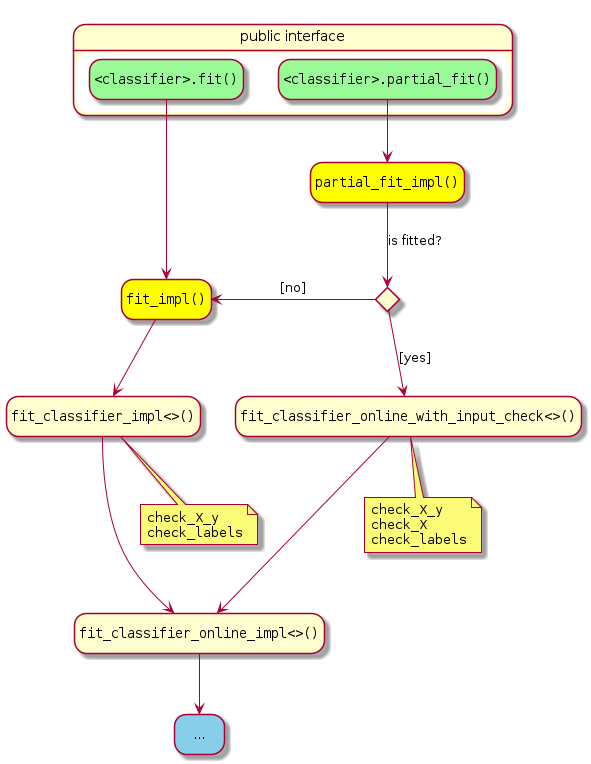 public interface
<classifier>.fit()
<classifier>.partial_fit()
partial_fit_impl()
is fitted?
[no]
fit_impl()
[yes]
fit_classifier_impl<>()
fit_classifier_online_with_input_check<>()
check_X_y
check_labels
check_X_y
check_X
check_labels
fit_classifier_online_impl<>()
...